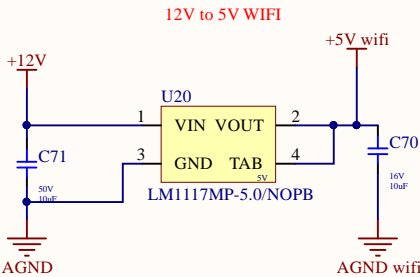 12V to 5V WIFI
+5V wifi
+12V
U20
1 VIN VOUT 2
C71
C70
3 GND TAB 4
5V
50V
10uF
16V
10uF
LM1117MP-5.0/NOPB
AGND
AGND wifi